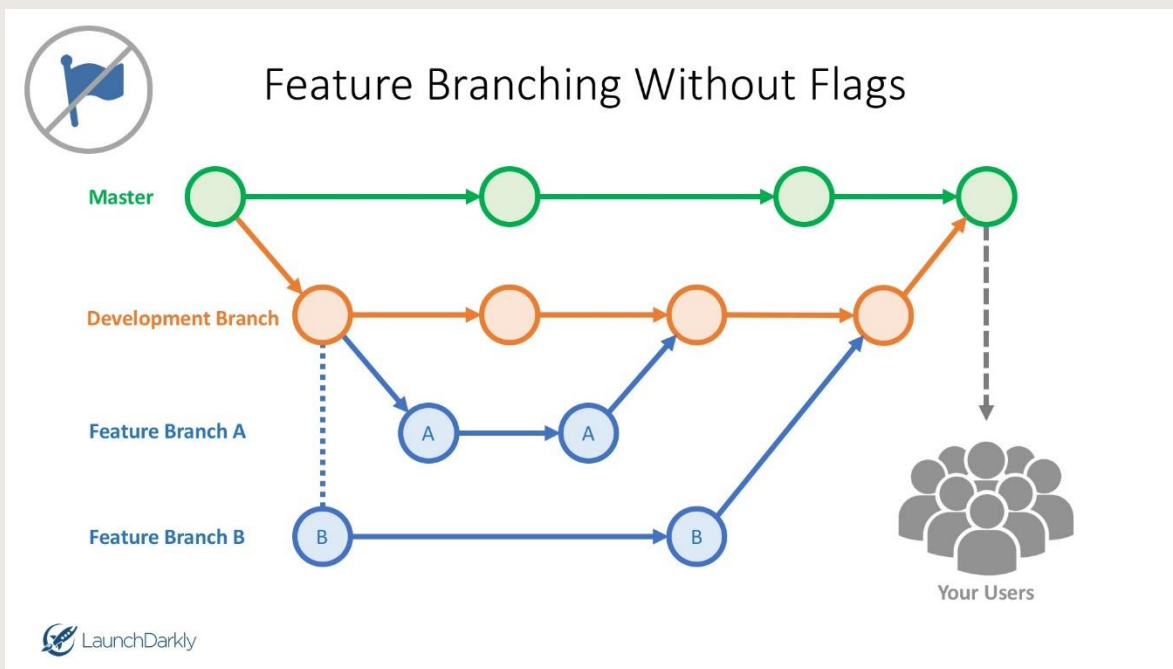 Feature Branching Without Flags
Master
Development Branch
Feature Branch A
A
A
Feature Branch B
B
B
Your Users
LaunchDarkly